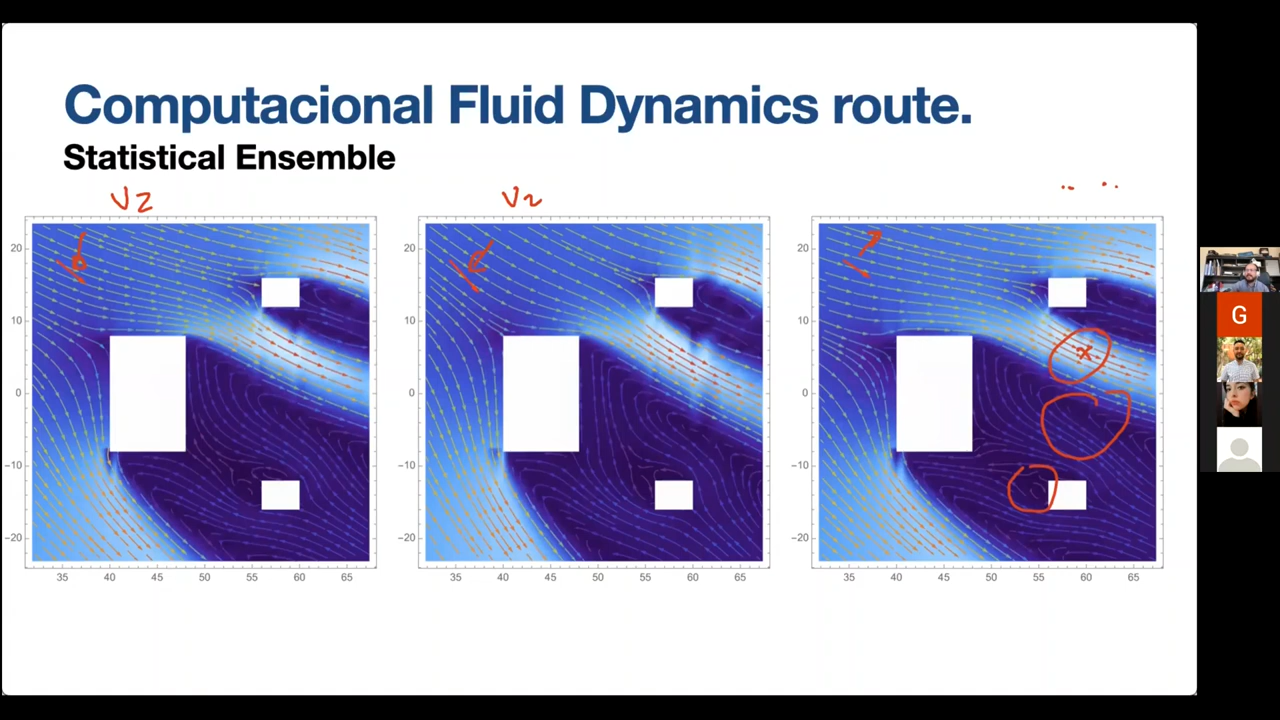 Computacional Fluid Dynamics route.
Statistical Ensemble
V2 V2
20 20 20
10 10 10
0 0 0
−10 −10 −10
−20 −20 −20
35 40 45 50 55 60 65 35 40 45 50 55 60 65 35 40 45 50 55 60 65
x
G